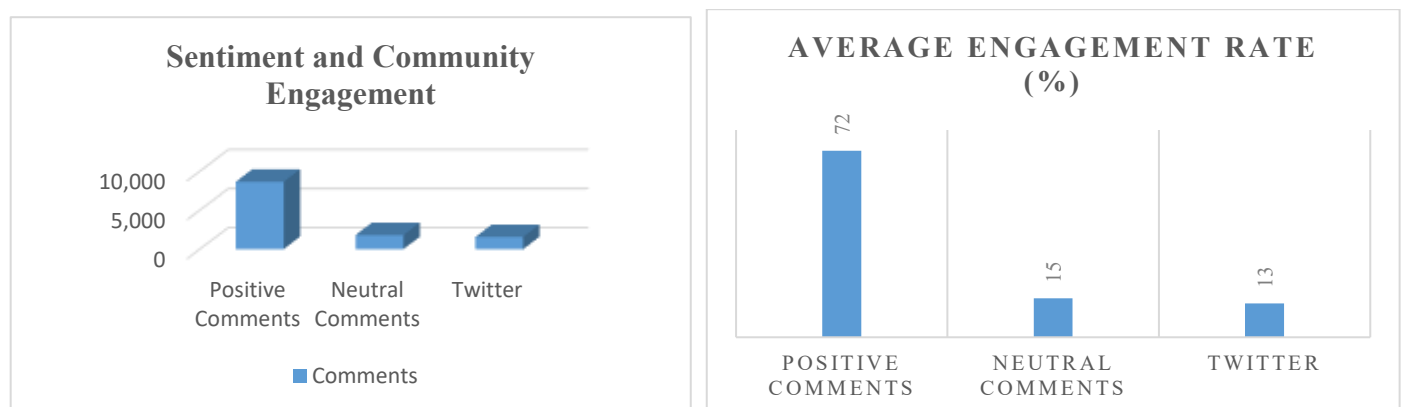 Sentiment and Community
Engagement
10,000
5,000
0
Positive
Comments
Neutral
Comments
Twitter
Comments
AVERAGE ENGAGEMENT RATE
(%)
72
15
13
POSITIVE
COMMENTS
NEUTRAL
COMMENTS
TWITTER